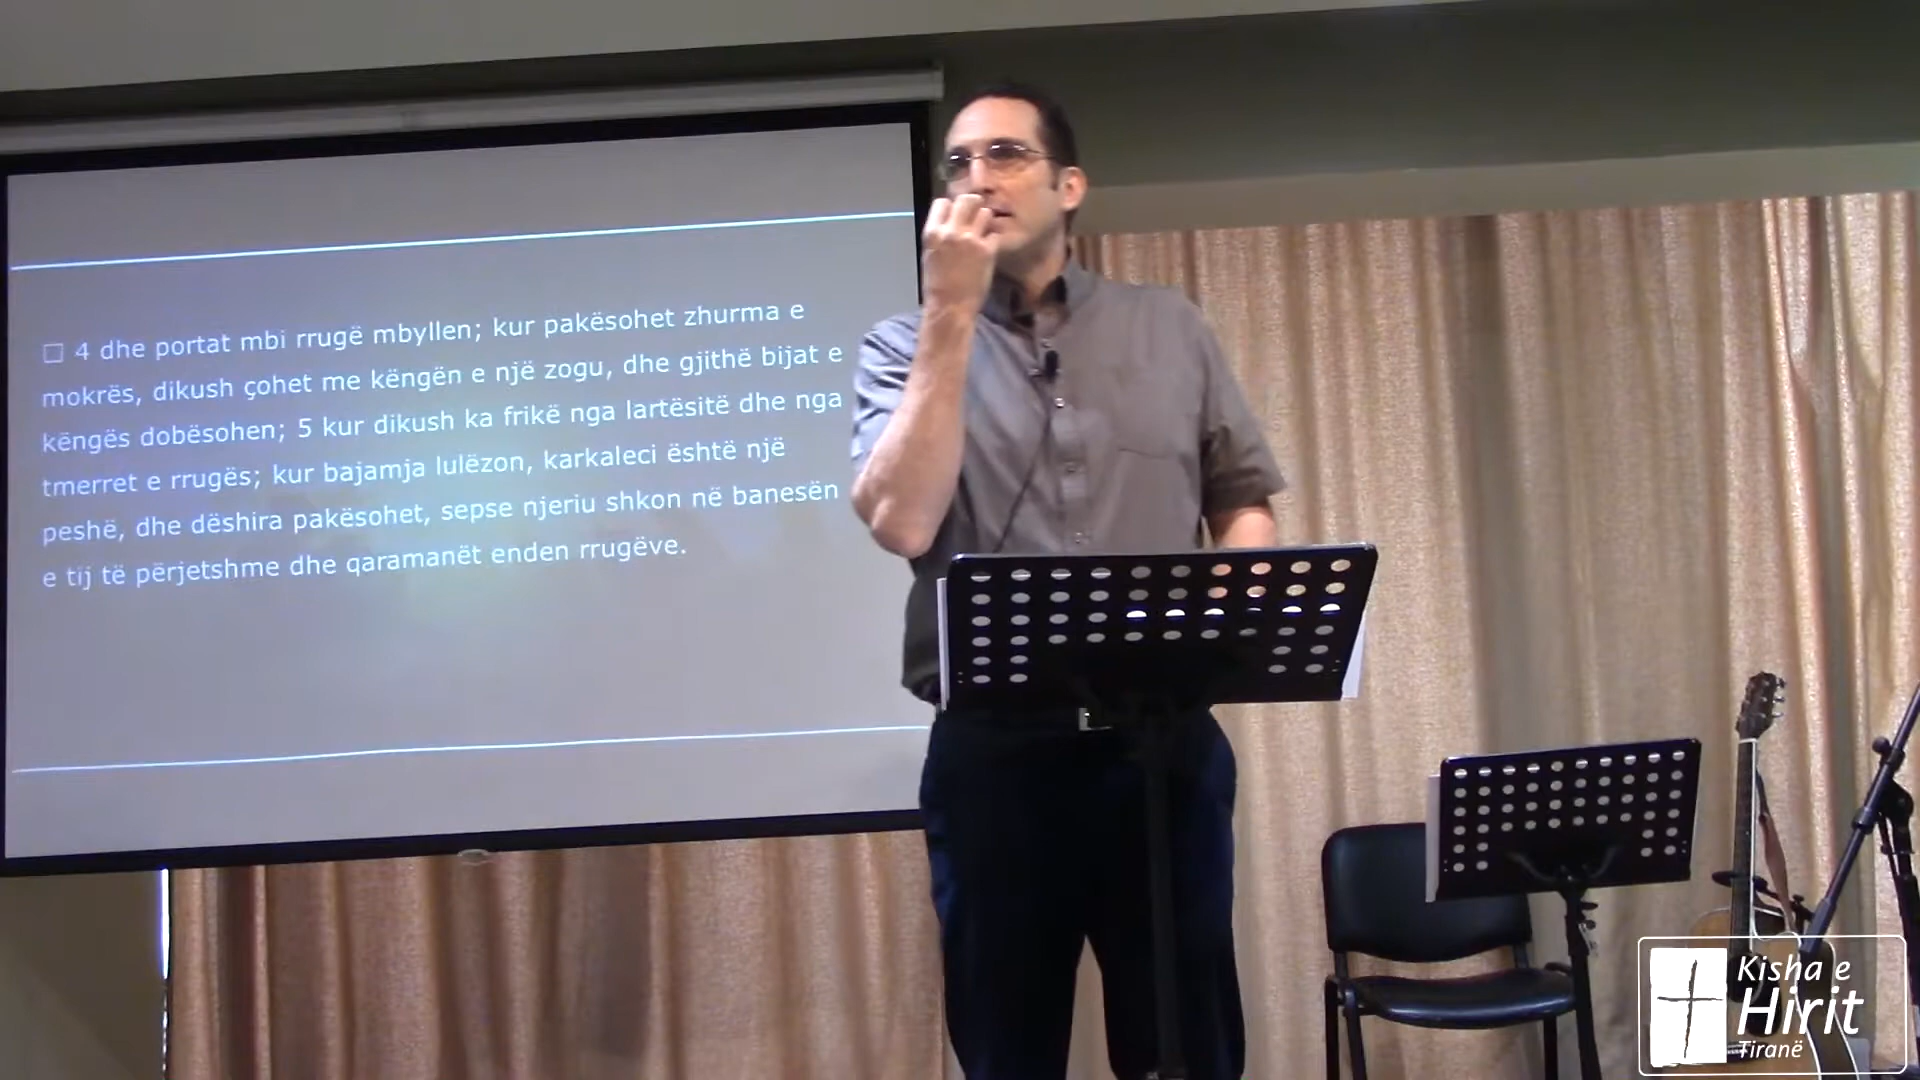 4 dhe portat mbi rrugë mbyllen; kur pakësohet zhurma e
mokrës, dikush çohet me këngën e një zogu, dhe gjithë bijat e
këngës dobësohen; 5 kur dikush ka frikë nga lartësitë dhe nga
tmerret e rrugës; kur bajamja lulëzon, karkaleci është një
peshë, dhe dëshira pakësohet, sepse njeriu shkon në banesën
e tij të përjetshme dhe qaramanët enden rrugëve.
Kisha e
Hirit
Tiranë